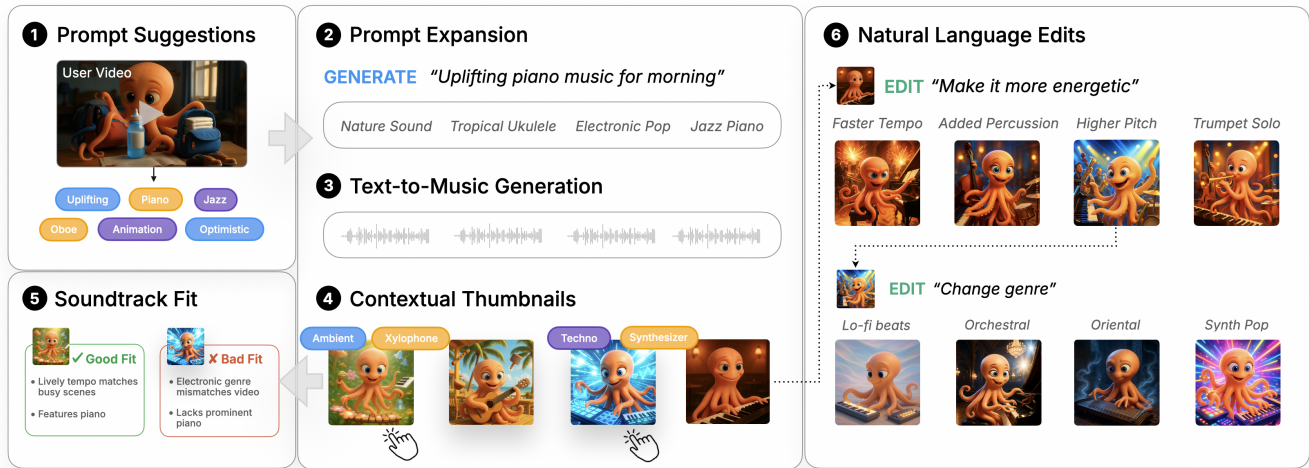 1 Prompt Suggestions
User Video
Uplifting
Piano
Jazz
Oboe
Animation
Optimistic
2 Prompt Expansion
GENERATE “Uplifting piano music for morning”
Nature Sound
Tropical Ukulele
Electronic Pop
Jazz Piano
3 Text-to-Music Generation
4 Contextual Thumbnails
Ambient
Xylophone
Techno
Synthesizer
5 Soundtrack Fit
✓ Good Fit
• Lively tempo matches
busy scenes
• Features piano
✘ Bad Fit
• Electronic genre
mismatches video
• Lacks prominent
piano
6 Natural Language Edits
EDIT “Make it more energetic”
Faster Tempo
Added Percussion
Higher Pitch
Trumpet Solo
EDIT “Change genre”
Lo-fi beats
Orchestral
Oriental
Synth Pop